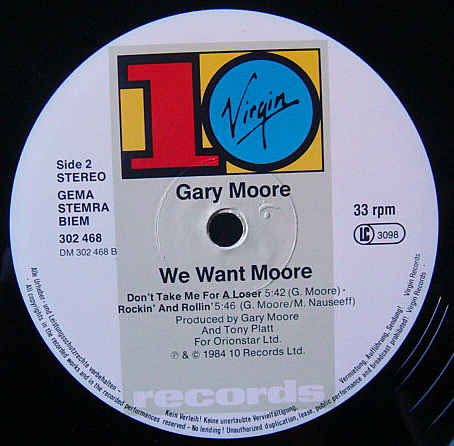 10
Virgin
Side 2
STEREO
GEMA
STEMRA
BIEM
302 468
DM 302 468 B
Gary Moore
33 rpm
LC 3098
We Want Moore
Don't Take Me For A Loser 5:42 (G. Moore) ·
Rockin' And Rollin' 5:46 (G. Moore/M. Nauseeff)
Produced by Gary Moore
And Tony Platt
For Orionstar Ltd.
℗ & © 1984 10 Records Ltd.
records
Alle Urheber- und Leistungsschutzrechte vorbehalten – Kein Verleih! Keine unerlaubte Vervielfältigung, Vermietung, Aufführung, Sendung! Virgin Records
All copyrights in the recorded works and in this record reserved – No lending! Unauthorized duplication, lease, public performance and broadcast prohibited! Virgin Records